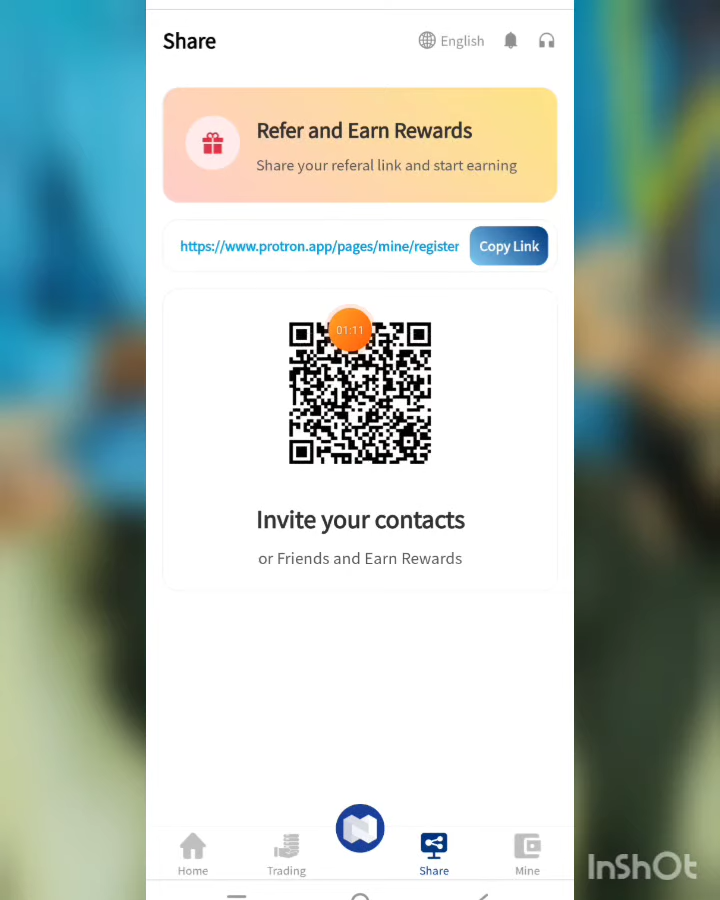 Share
English
Refer and Earn Rewards
Share your referal link and start earning
https://www.protron.app/pages/mine/register
Copy Link
01:11
Invite your contacts
or Friends and Earn Rewards
Home
Trading
Share
Mine
InShOt